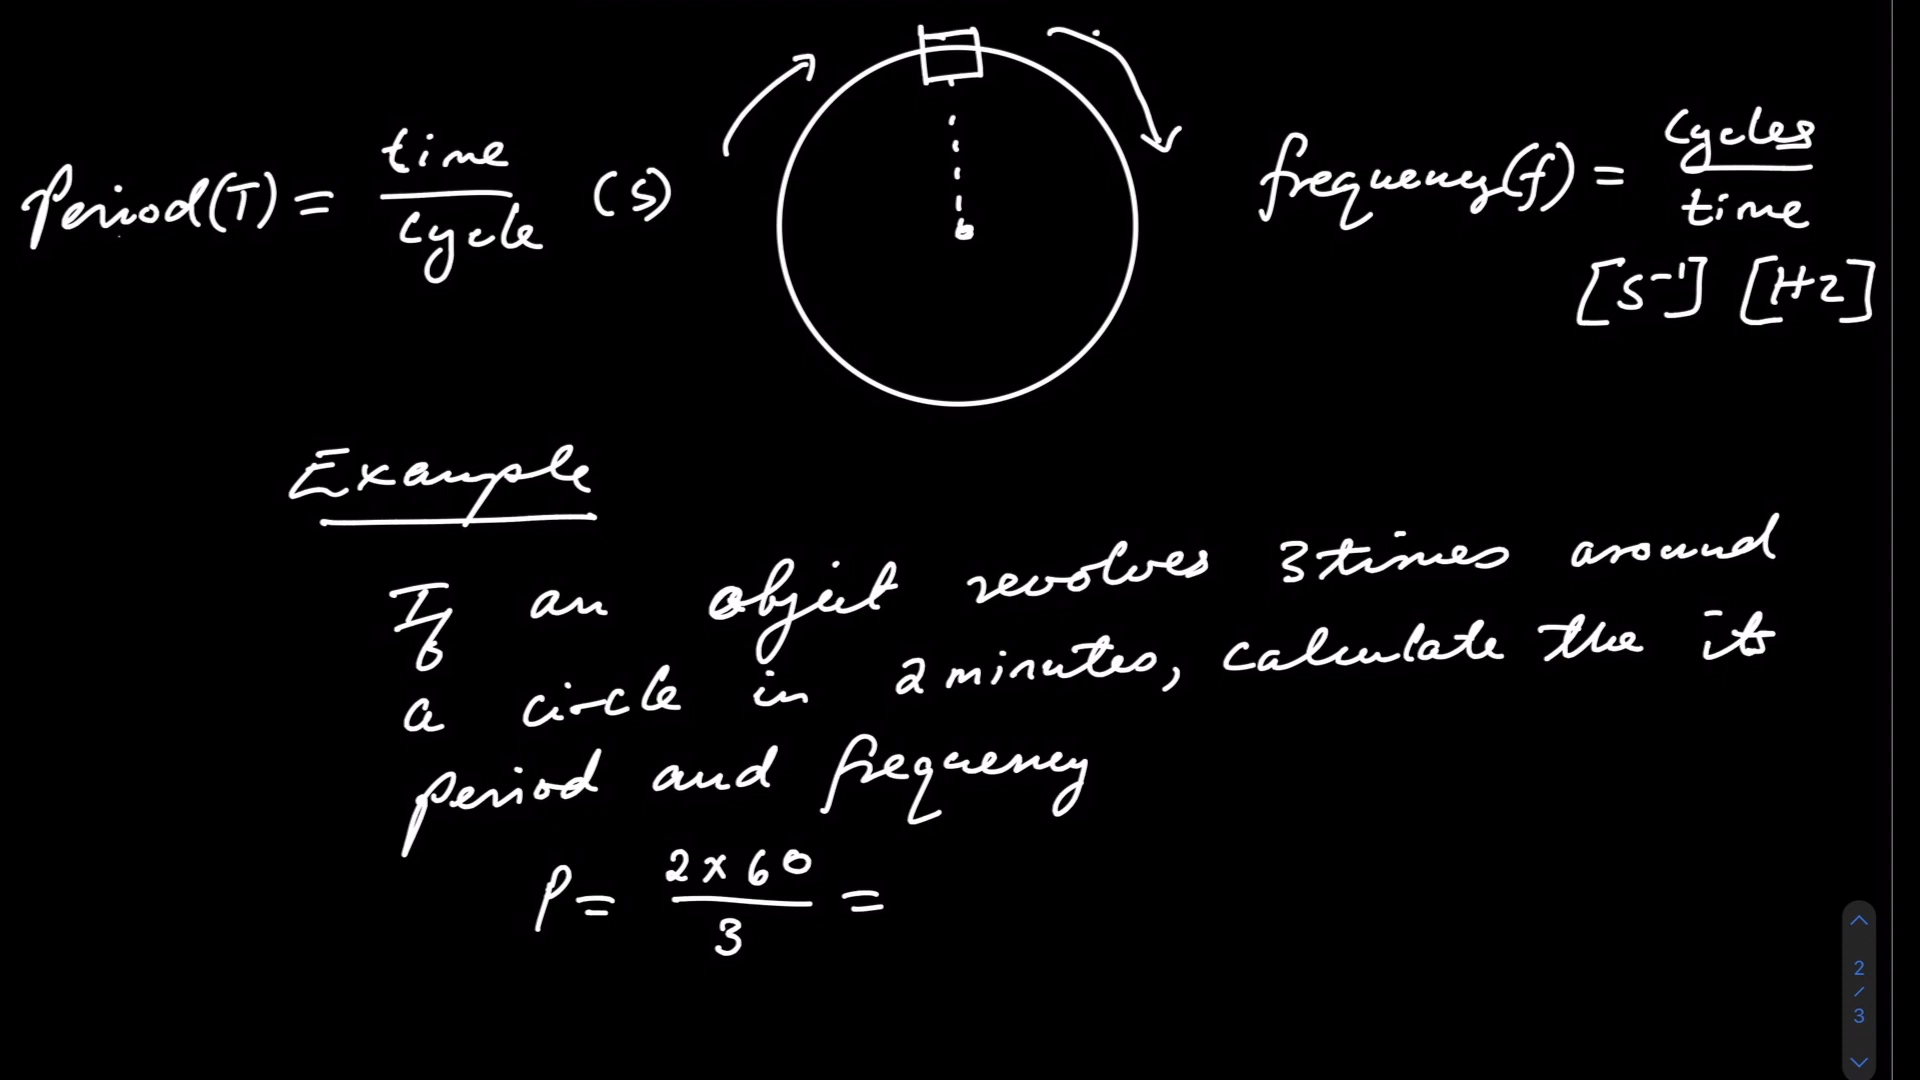 Period(T) = time / cycle (s)
frequency(f) = cycles / time
[s⁻¹] [Hz]
Example
If an object revolves 3 times around
a circle in 2 minutes, calculate the its
period and frequency
P = 2 x 60 / 3 =
2
/
3